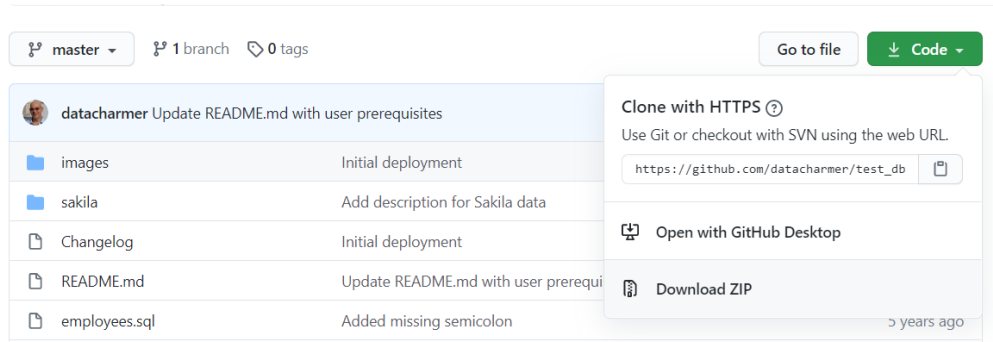 master 1 branch 0 tags Go to file Code
Clone with HTTPS
Use Git or checkout with SVN using the web URL.
https://github.com/datacharmer/test_db
Open with GitHub Desktop
Download ZIP
datacharmer Update README.md with user prerequisites
images Initial deployment
sakila Add description for Sakila data
Changelog Initial deployment
README.md Update README.md with user prerequi
employees.sql Added missing semicolon 5 years ago